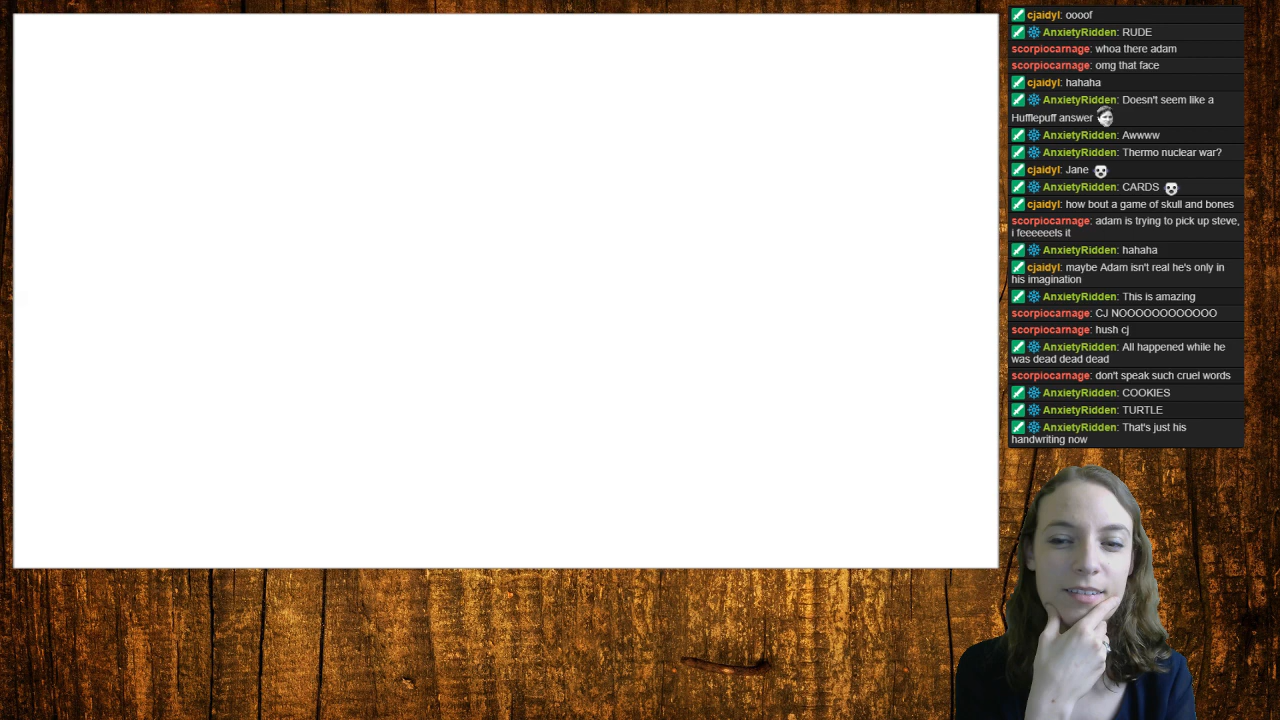 cjaidyl: oooof
AnxietyRidden: RUDE
scorpiocarnage: whoa there adam
scorpiocarnage: omg that face
cjaidyl: hahaha
AnxietyRidden: Doesn't seem like a
Hufflepuff answer
AnxietyRidden: Awwww
AnxietyRidden: Thermo nuclear war?
cjaidyl: Jane
AnxietyRidden: CARDS
cjaidyl: how bout a game of skull and bones
scorpiocarnage: adam is trying to pick up steve,
i feeeeeels it
AnxietyRidden: hahaha
cjaidyl: maybe Adam isn't real he's only in
his imagination
AnxietyRidden: This is amazing
scorpiocarnage: CJ NOOOOOOOOOOOO
scorpiocarnage: hush cj
AnxietyRidden: All happened while he
was dead dead dead
scorpiocarnage: don't speak such cruel words
AnxietyRidden: COOKIES
AnxietyRidden: TURTLE
AnxietyRidden: That's just his
handwriting now